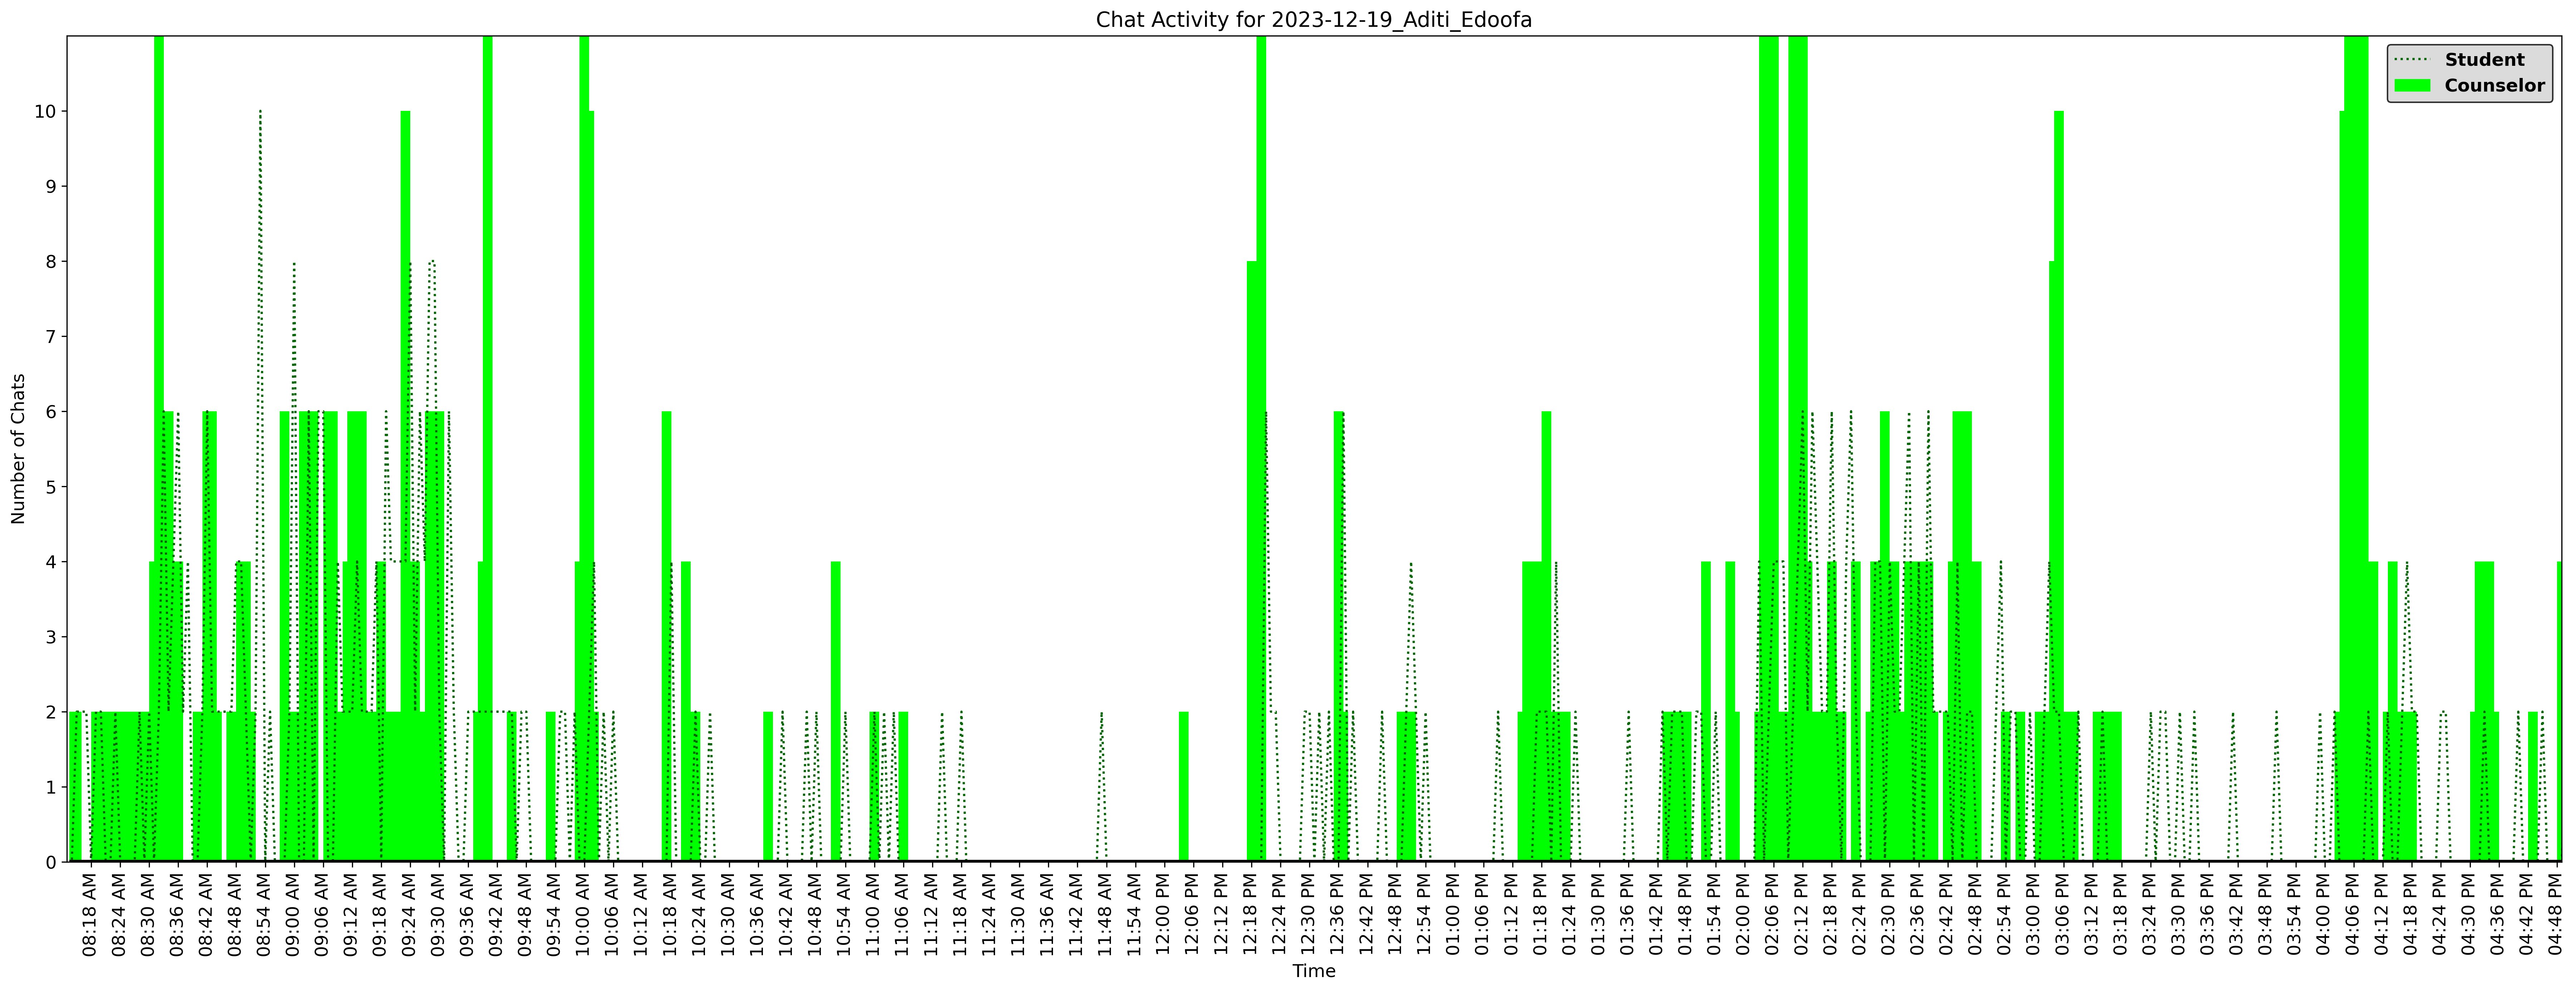 Chat Activity for 2023-12-19_Aditi_Edoofa
Student
Counselor
Number of Chats
10
9
8
7
6
5
4
3
2
1
0
08:18 AM
08:24 AM
08:30 AM
08:36 AM
08:42 AM
08:48 AM
08:54 AM
09:00 AM
09:06 AM
09:12 AM
09:18 AM
09:24 AM
09:30 AM
09:36 AM
09:42 AM
09:48 AM
09:54 AM
10:00 AM
10:06 AM
10:12 AM
10:18 AM
10:24 AM
10:30 AM
10:36 AM
10:42 AM
10:48 AM
10:54 AM
11:00 AM
11:06 AM
11:12 AM
11:18 AM
11:24 AM
11:30 AM
11:36 AM
11:42 AM
11:48 AM
11:54 AM
12:00 PM
12:06 PM
12:12 PM
12:18 PM
12:24 PM
12:30 PM
12:36 PM
12:42 PM
12:48 PM
12:54 PM
01:00 PM
01:06 PM
01:12 PM
01:18 PM
01:24 PM
01:30 PM
01:36 PM
01:42 PM
01:48 PM
01:54 PM
02:00 PM
02:06 PM
02:12 PM
02:18 PM
02:24 PM
02:30 PM
02:36 PM
02:42 PM
02:48 PM
02:54 PM
03:00 PM
03:06 PM
03:12 PM
03:18 PM
03:24 PM
03:30 PM
03:36 PM
03:42 PM
03:48 PM
03:54 PM
04:00 PM
04:06 PM
04:12 PM
04:18 PM
04:24 PM
04:30 PM
04:36 PM
04:42 PM
04:48 PM
Time